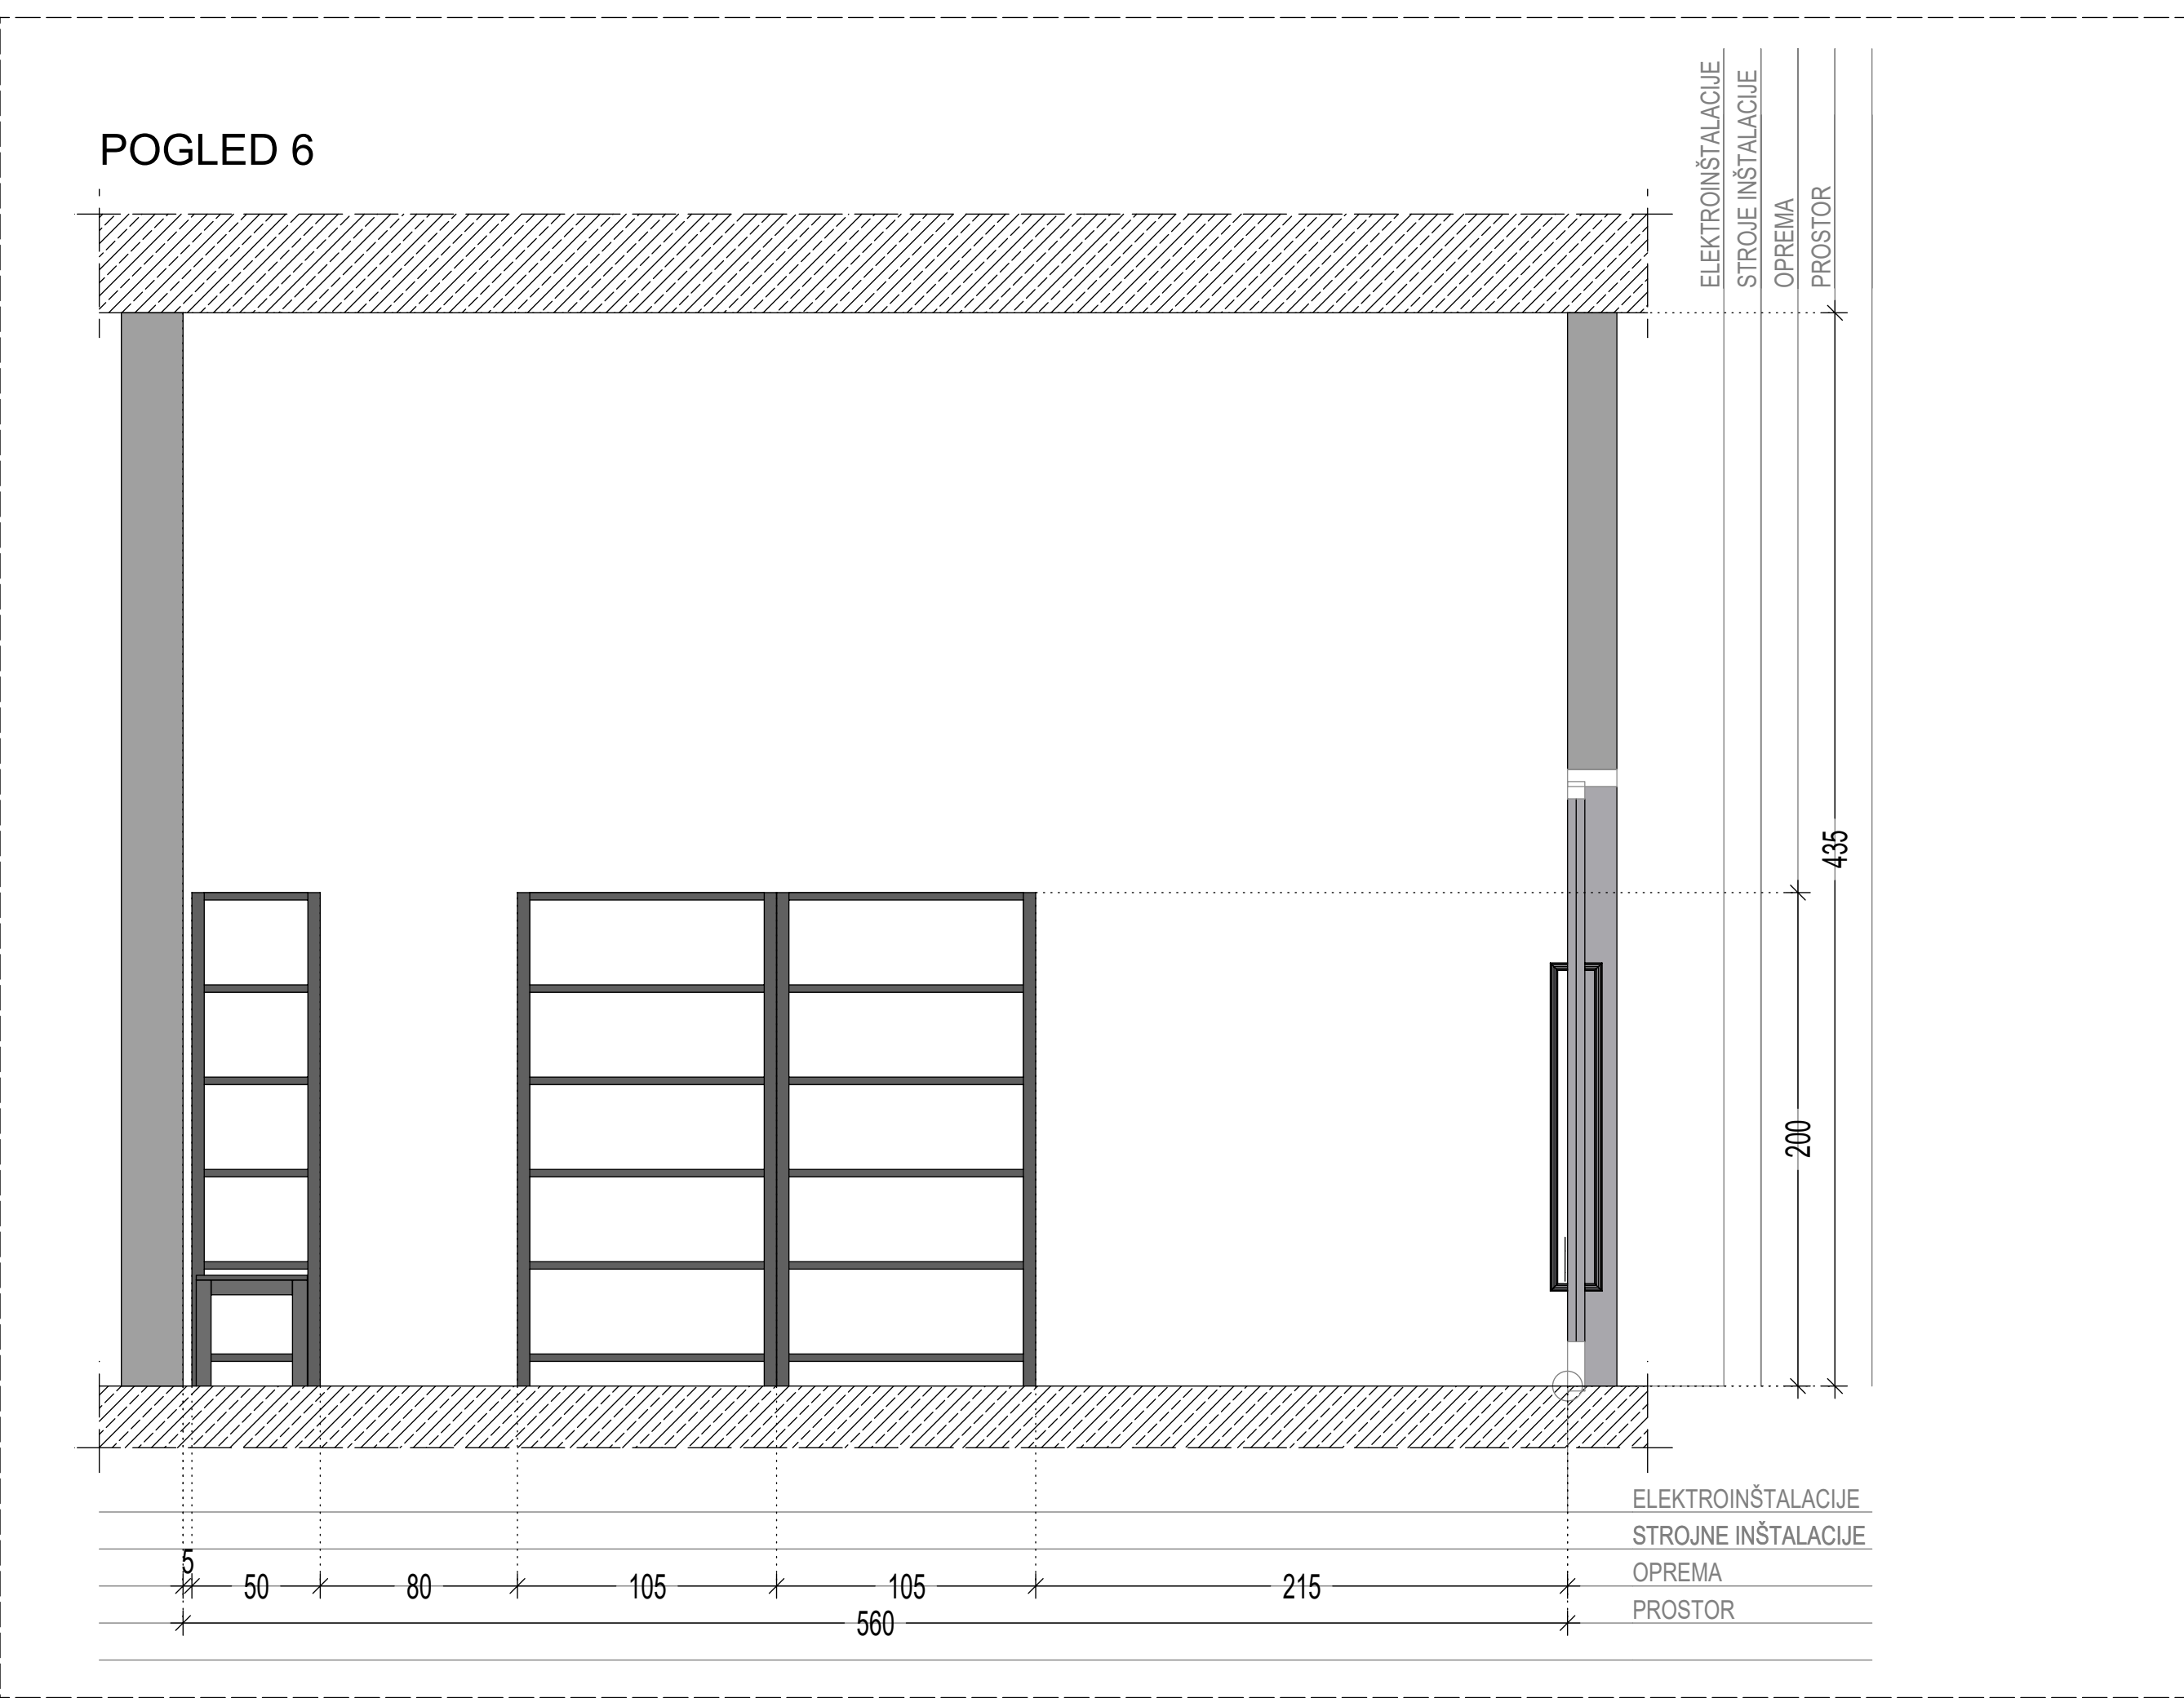 POGLED 6
ELEKTROINŠTALACIJE
STROJE INŠTALACIJE
OPREMA
PROSTOR
435
200
ELEKTROINŠTALACIJE
STROJNE INŠTALACIJE
OPREMA
PROSTOR
5
50 80 105 105 215
560